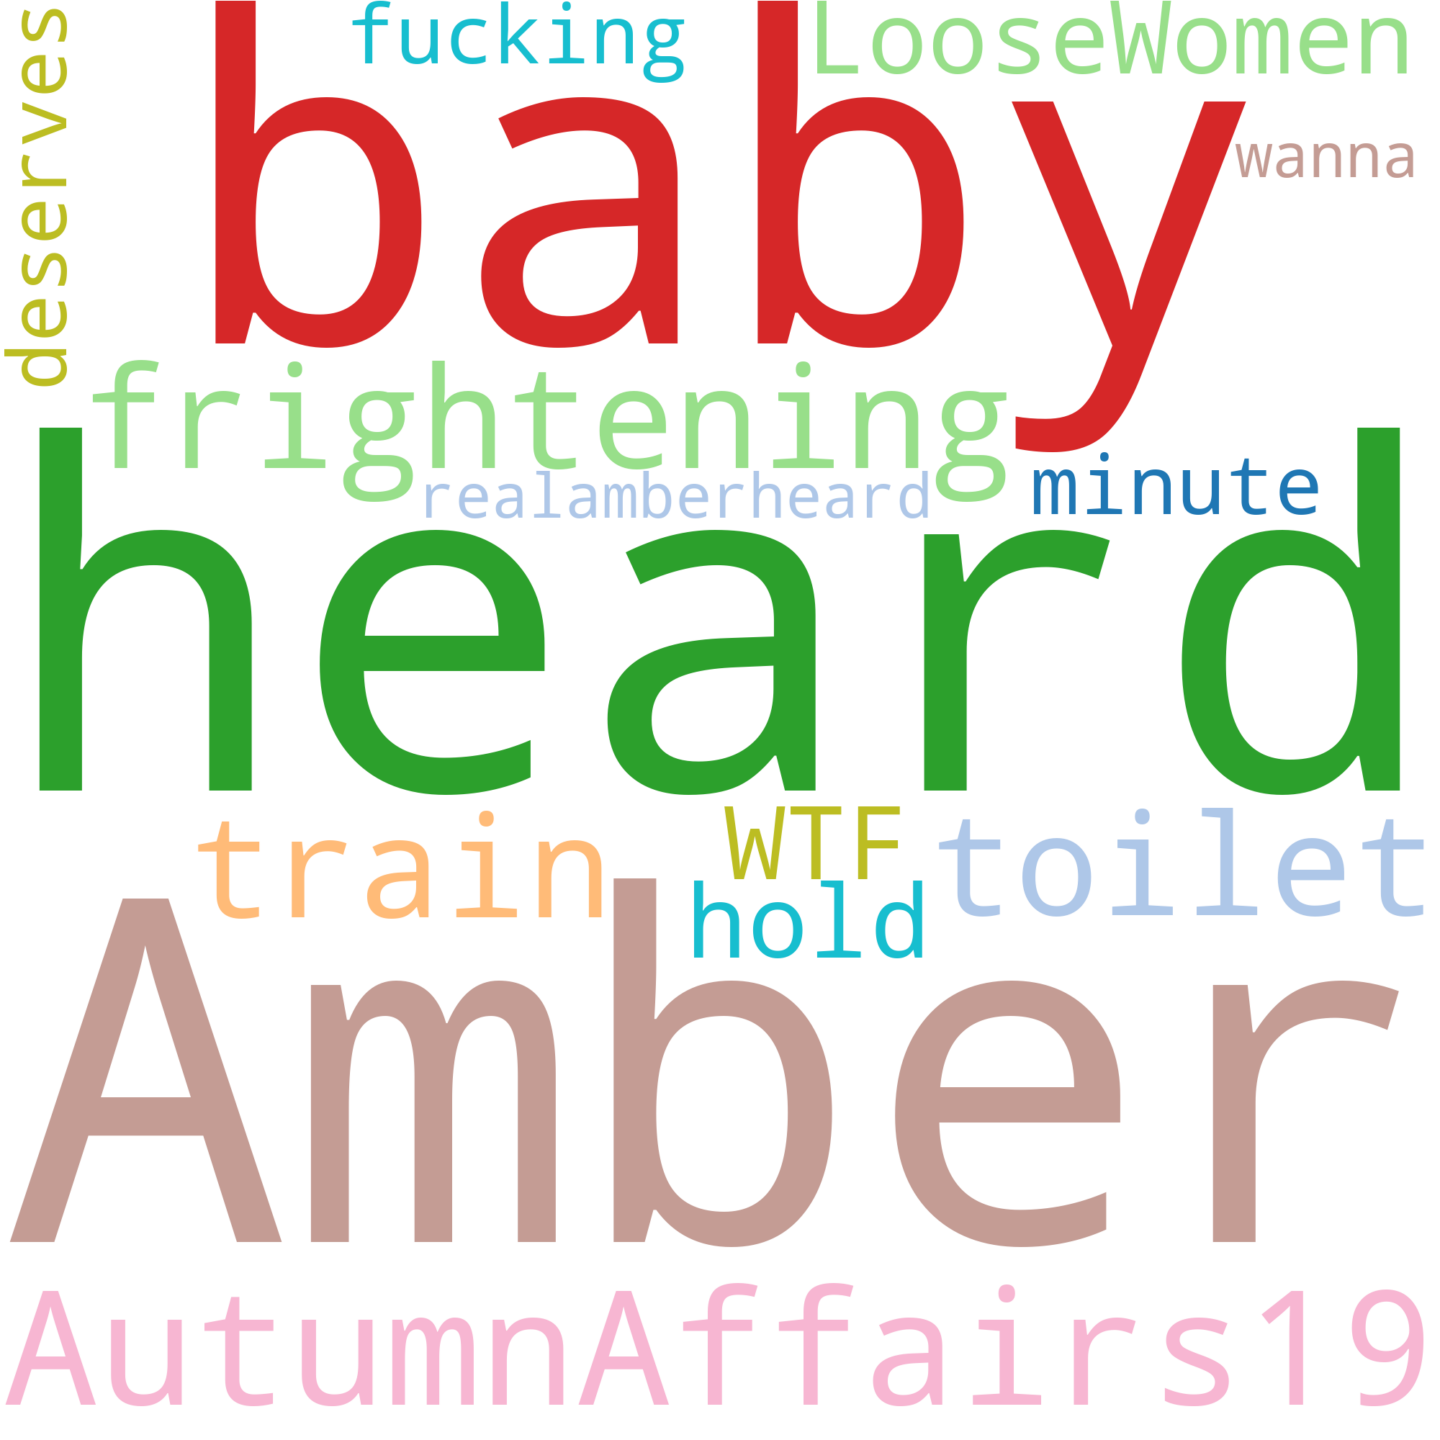 deserves
fucking
LooseWomen
baby
wanna
frightening
realamberheard
minute
heard
train
WTF
toilet
hold
Amber
AutumnAffairs19